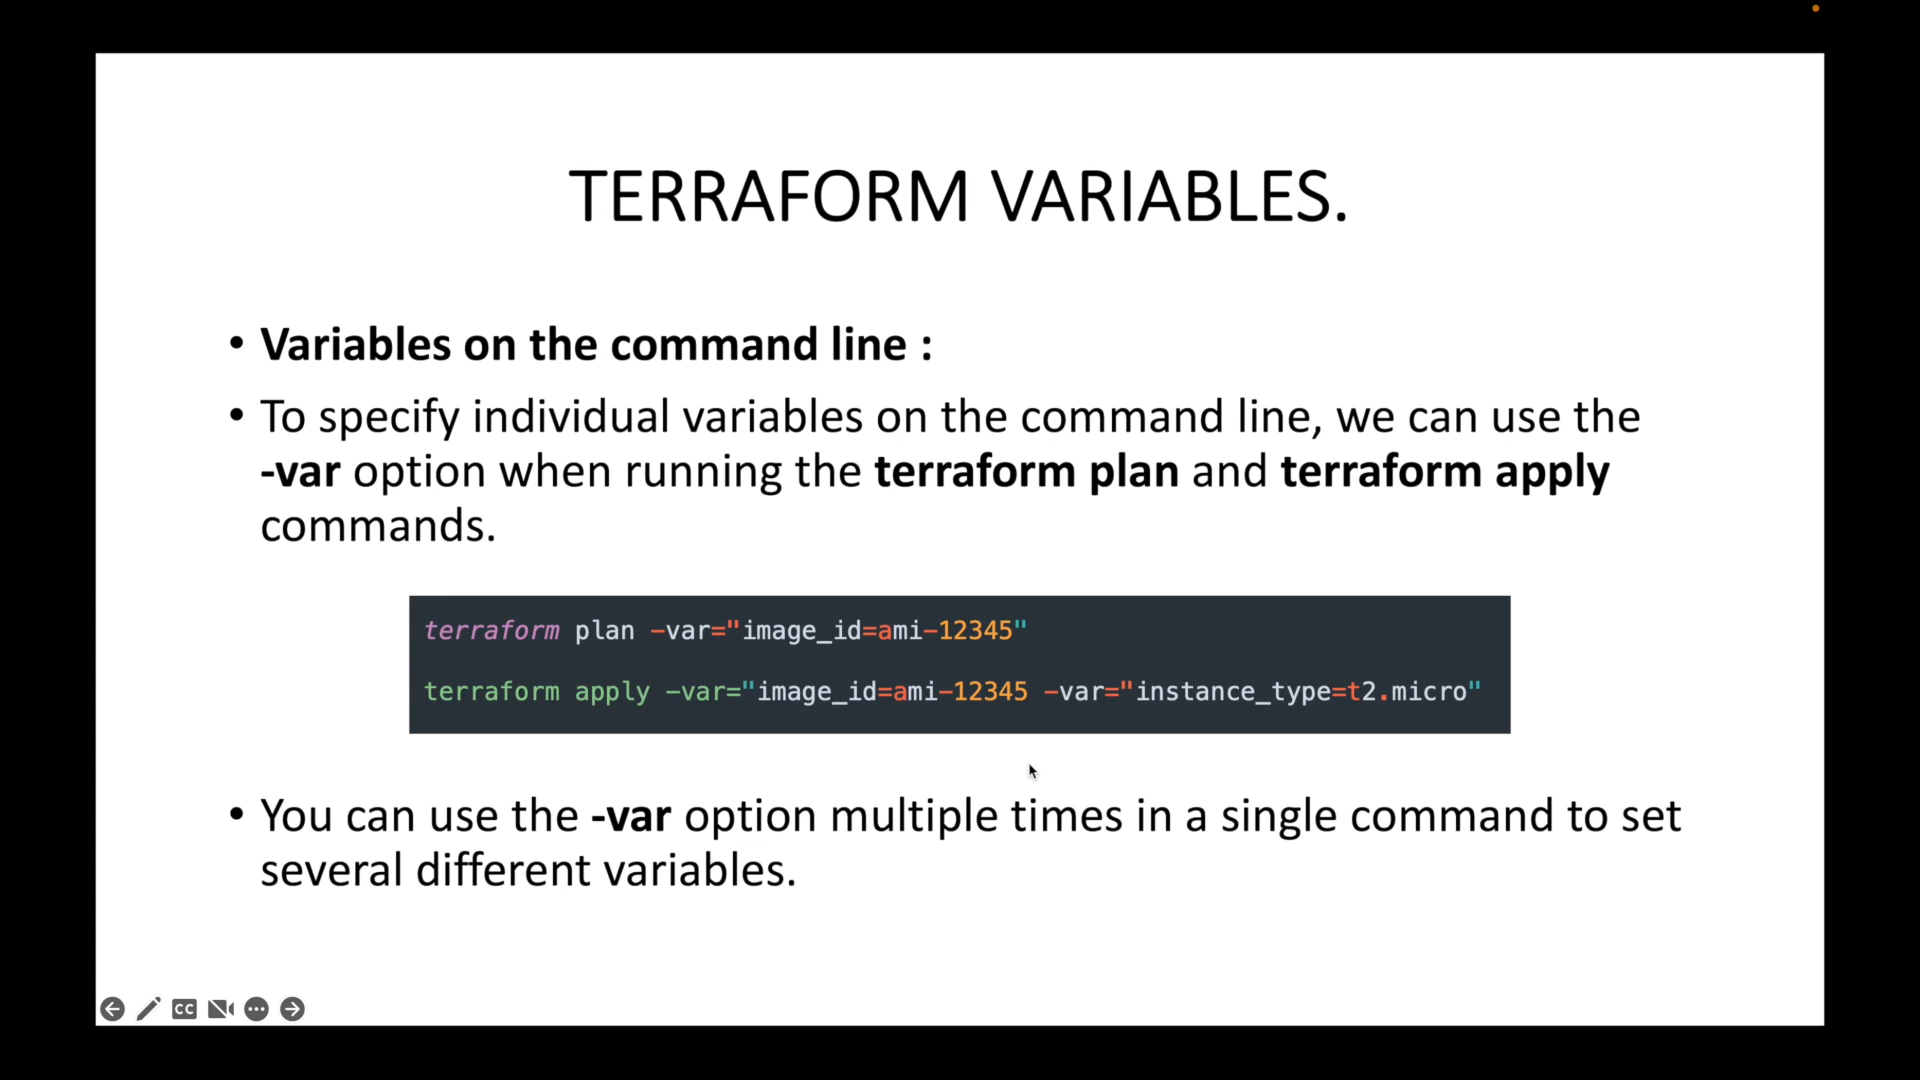 TERRAFORM VARIABLES.
• Variables on the command line :
• To specify individual variables on the command line, we can use the
-var option when running the terraform plan and terraform apply
commands.
terraform plan -var="image_id=ami-12345"
terraform apply -var="image_id=ami-12345 -var="instance_type=t2.micro"
• You can use the -var option multiple times in a single command to set
several different variables.
CC